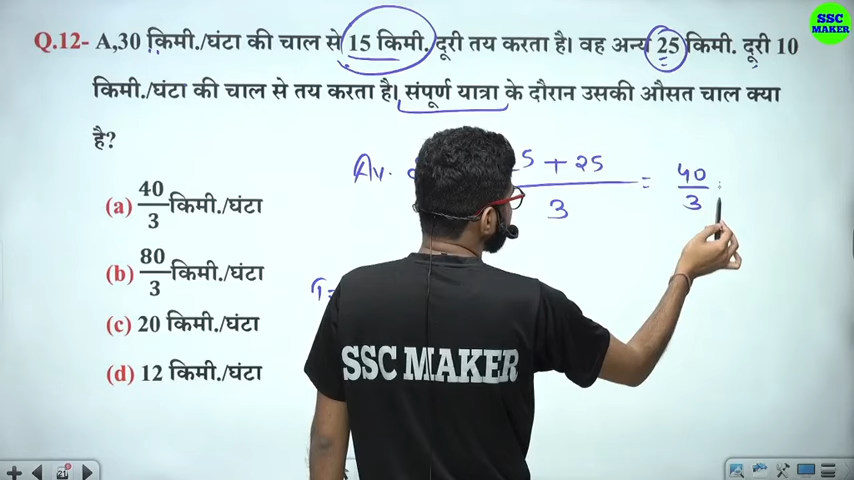 SSC
MAKER
Q.12- A,30 किमी./घंटा की चाल से 15 किमी. दूरी तय करता है। वह अन्य 25 किमी. दूरी 10
किमी./घंटा की चाल से तय करता है। संपूर्ण यात्रा के दौरान उसकी औसत चाल क्या
है?
(a) 40/3 किमी./घंटा
(b) 80/3 किमी./घंटा
(c) 20 किमी./घंटा
(d) 12 किमी./घंटा
Av. 5 + 25 = 40
3 3
T=
SSC MAKER